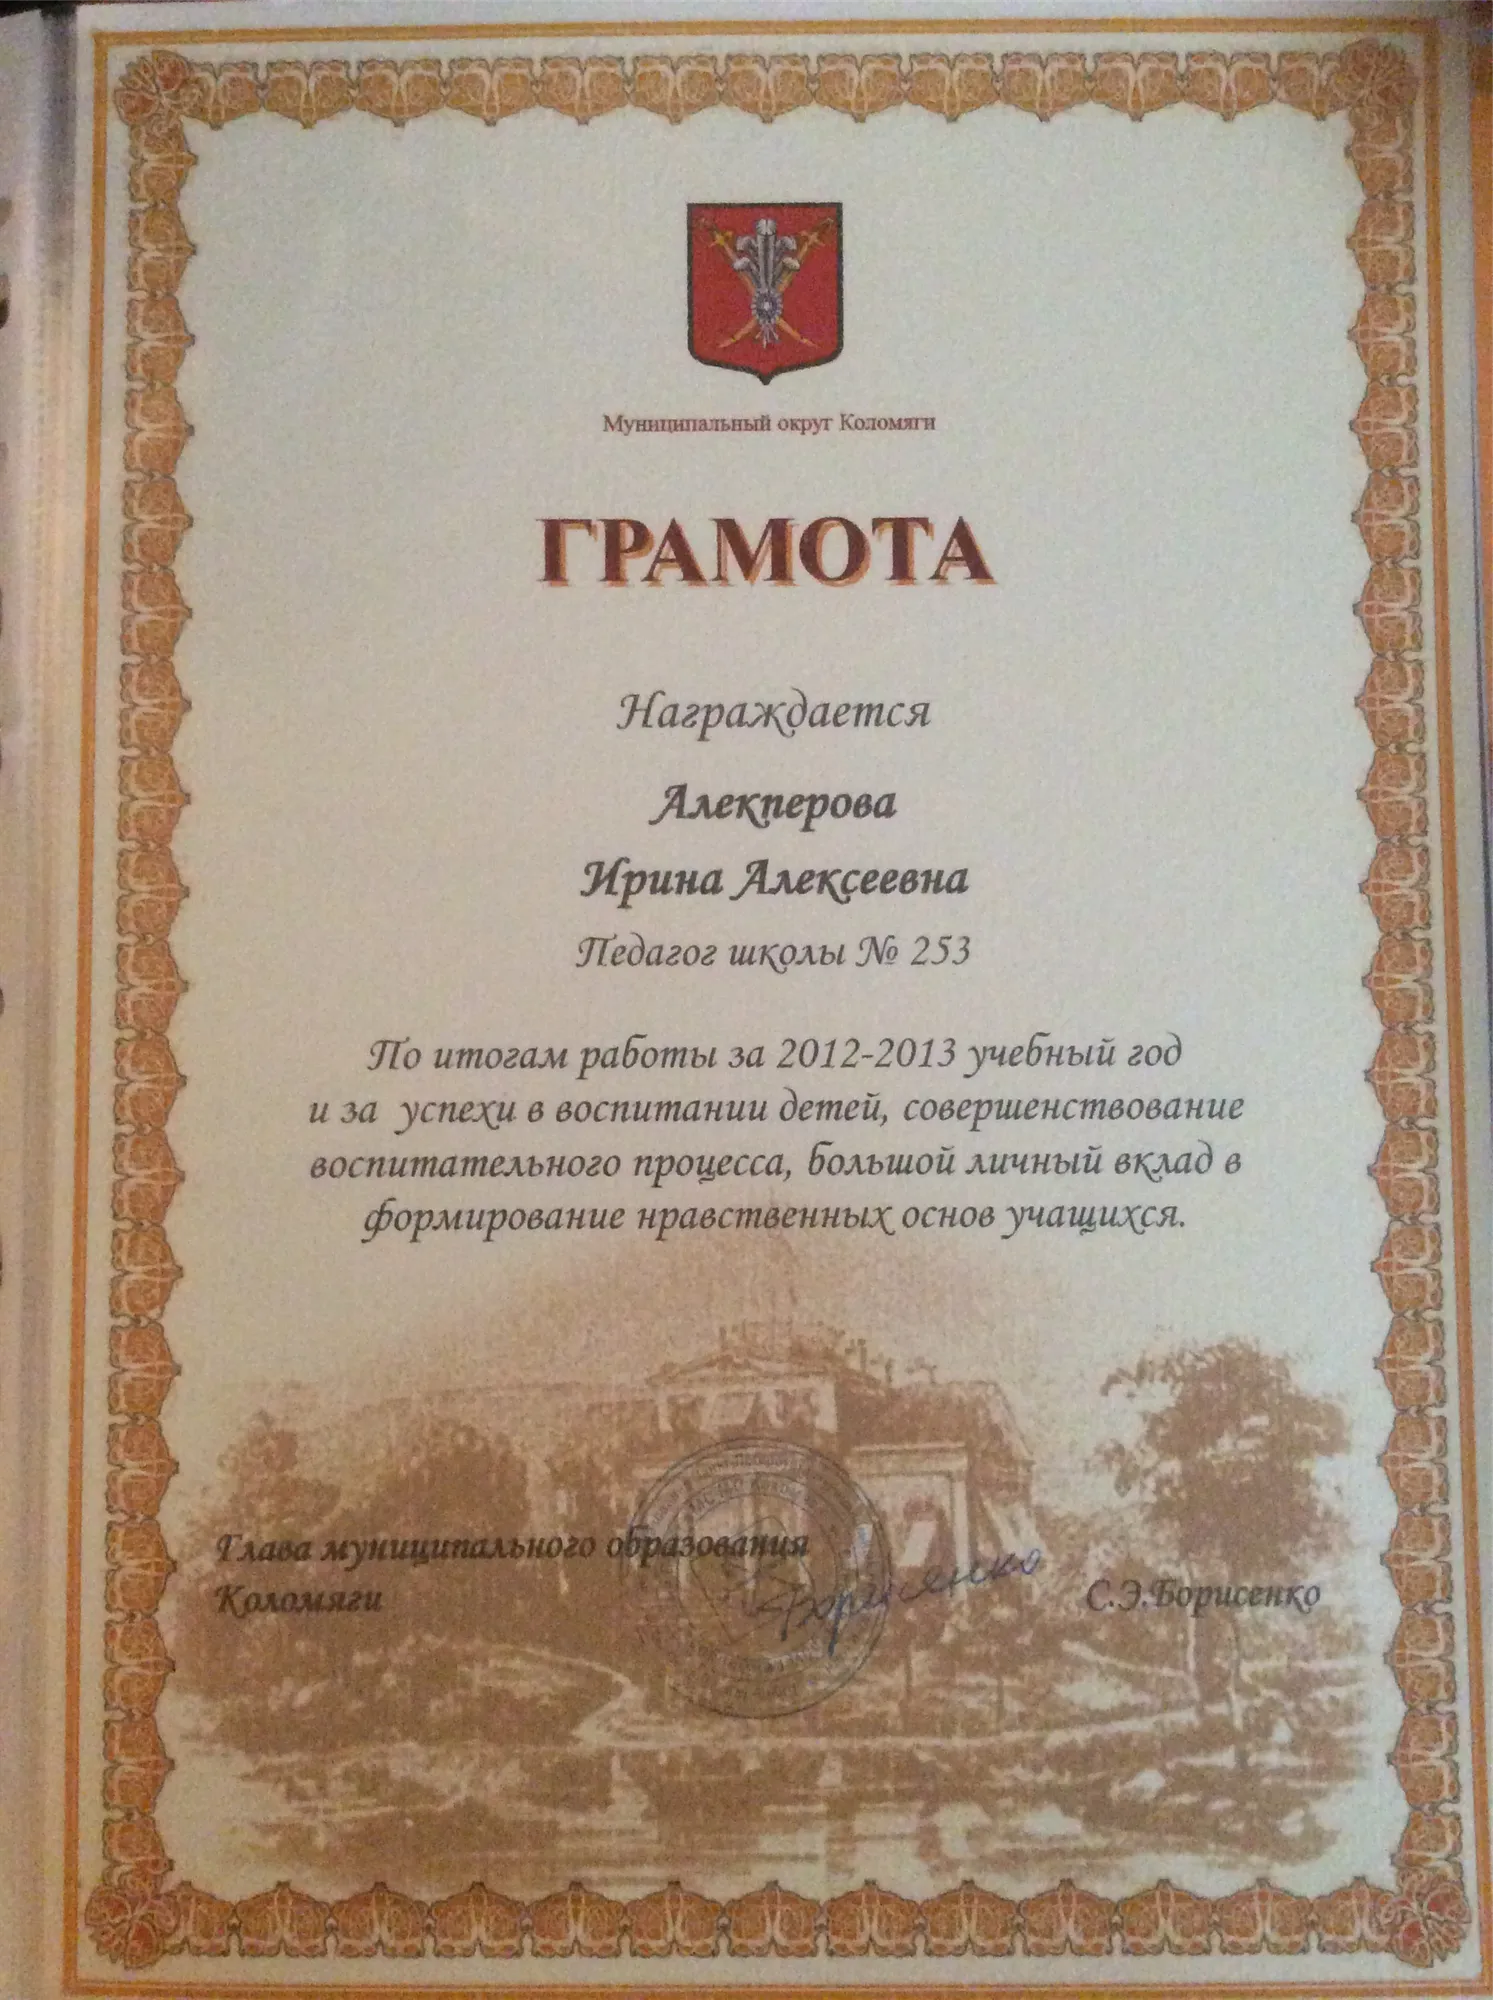 Муниципальный округ Коломяги
ГРАМОТА
Награждается
Алекперова
Ирина Алексеевна
Педагог школы № 253
По итогам работы за 2012-2013 учебный год
и за успехи в воспитании детей, совершенствование
воспитательного процесса, большой личный вклад в
формирование нравственных основ учащихся.
Глава муниципального образования
Коломяги
Борисенко
С.Э.Борисенко